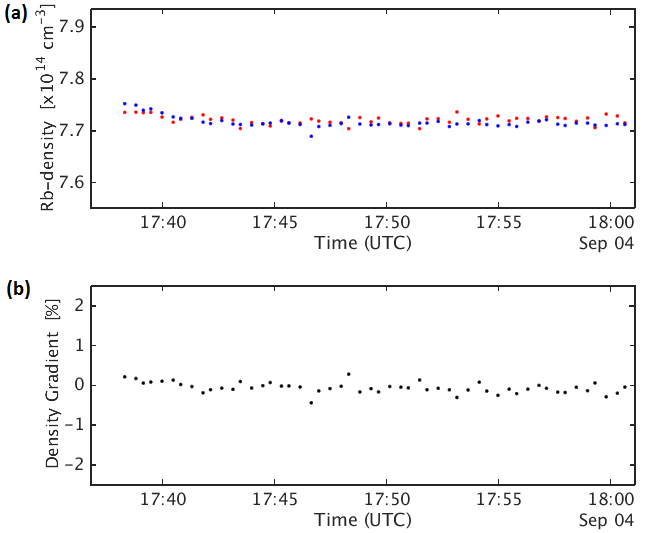 (a)
Rb-density [x10^14 cm^-3]
7.9
7.8
7.7
7.6
17:40 17:45 17:50 17:55 18:00
Time (UTC) Sep 04
(b)
Density Gradient [%]
2
1
0
-1
-2
17:40 17:45 17:50 17:55 18:00
Time (UTC) Sep 04